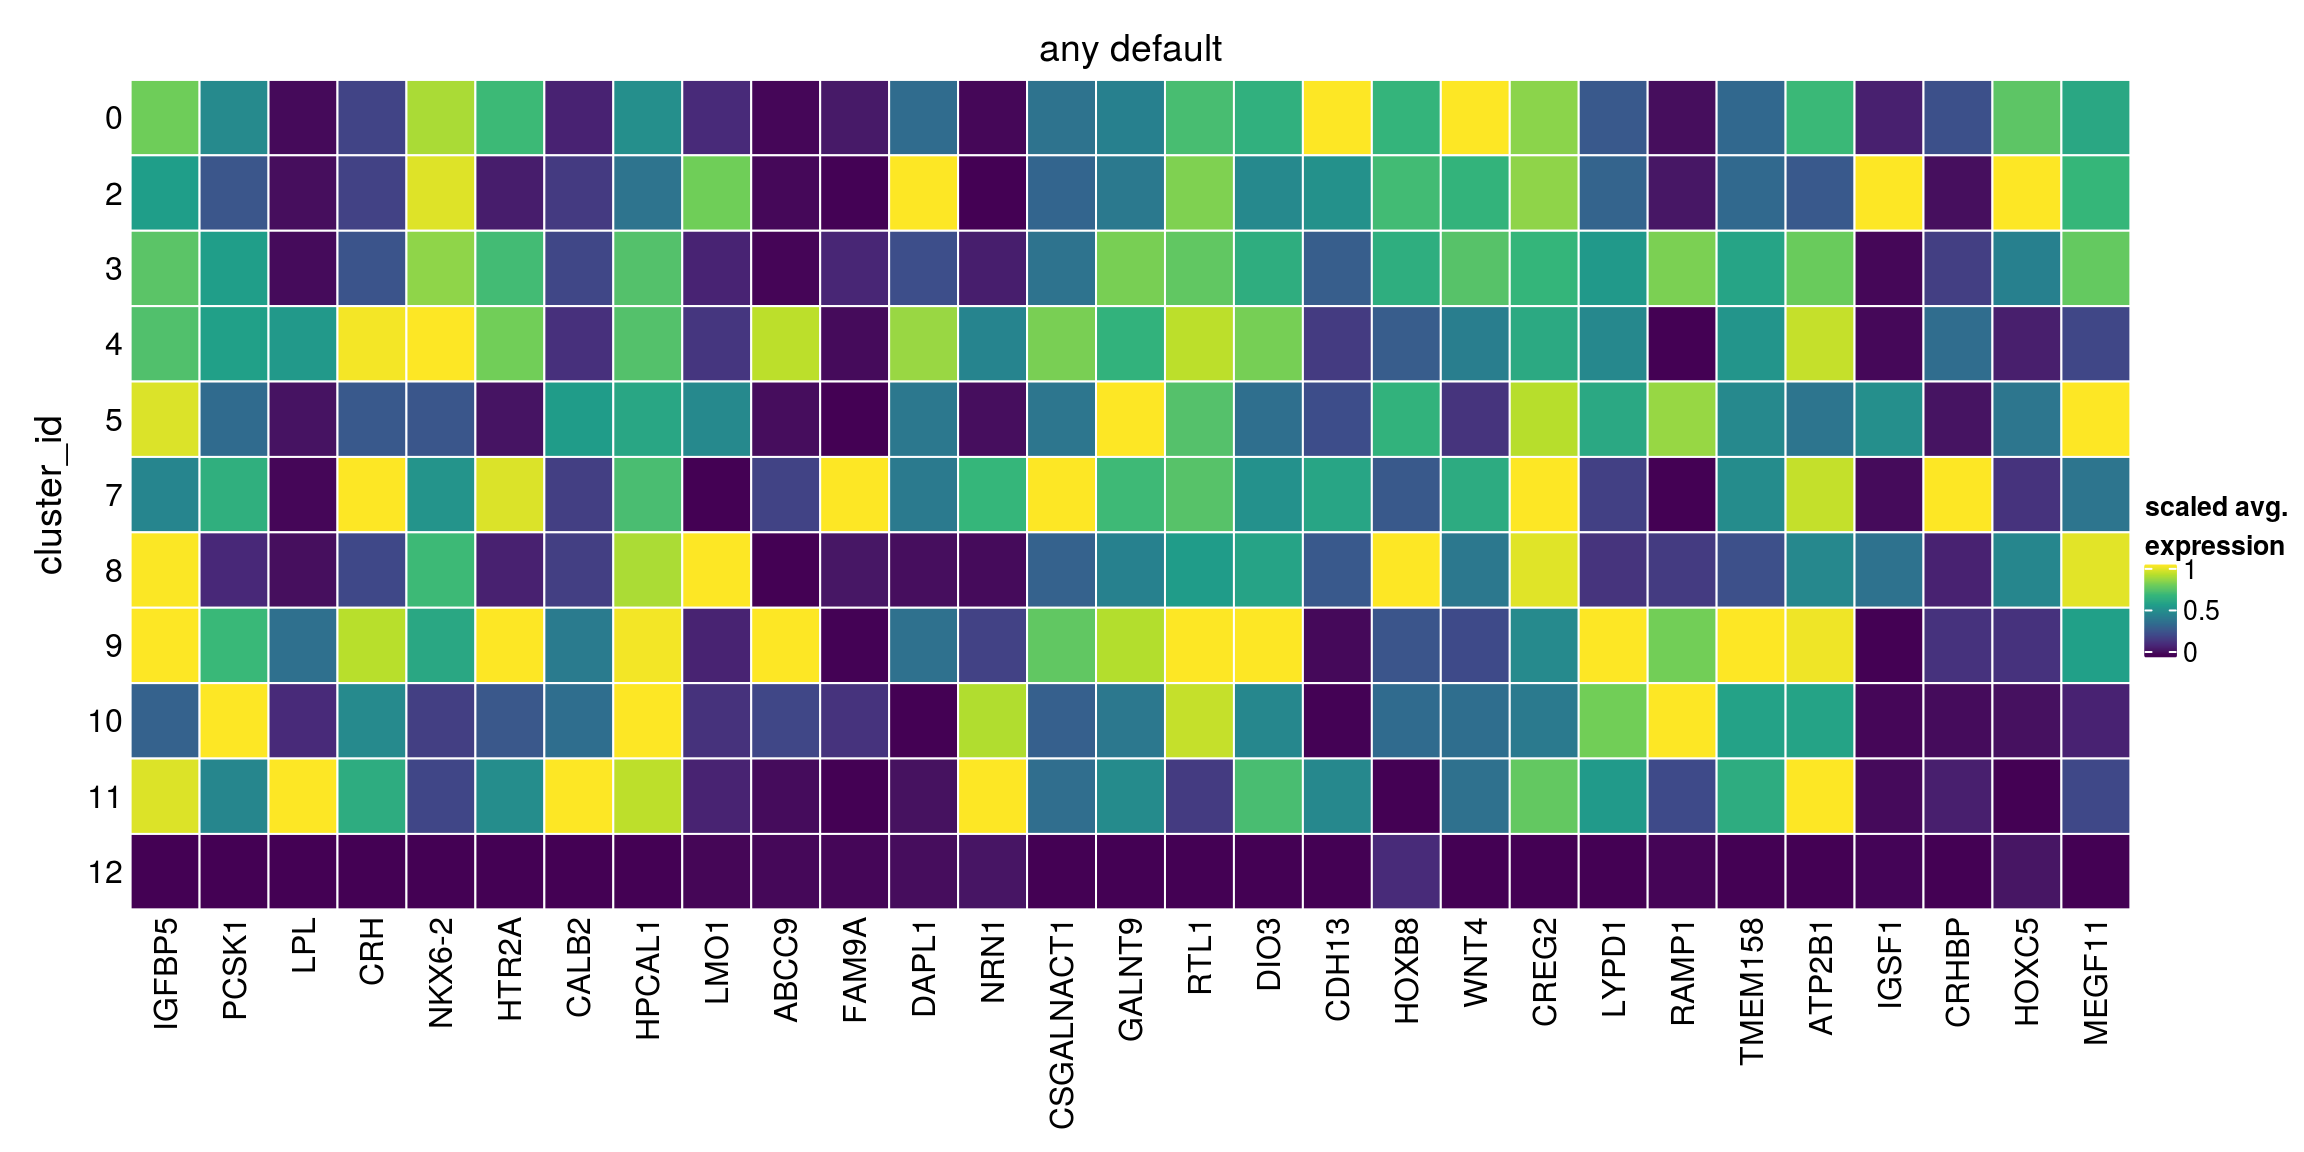 any default
cluster_id
0
2
3
4
5
7
8
9
10
11
12
IGFBP5
PCSK1
LPL
CRH
NKX6-2
HTR2A
CALB2
HPCAL1
LMO1
ABCC9
FAM9A
DAPL1
NRN1
CSGALNACT1
GALNT9
RTL1
DIO3
CDH13
HOXB8
WNT4
CREG2
LYPD1
RAMP1
TMEM158
ATP2B1
IGSF1
CRHBP
HOXC5
MEGF11
scaled avg.
expression
1
0.5
0